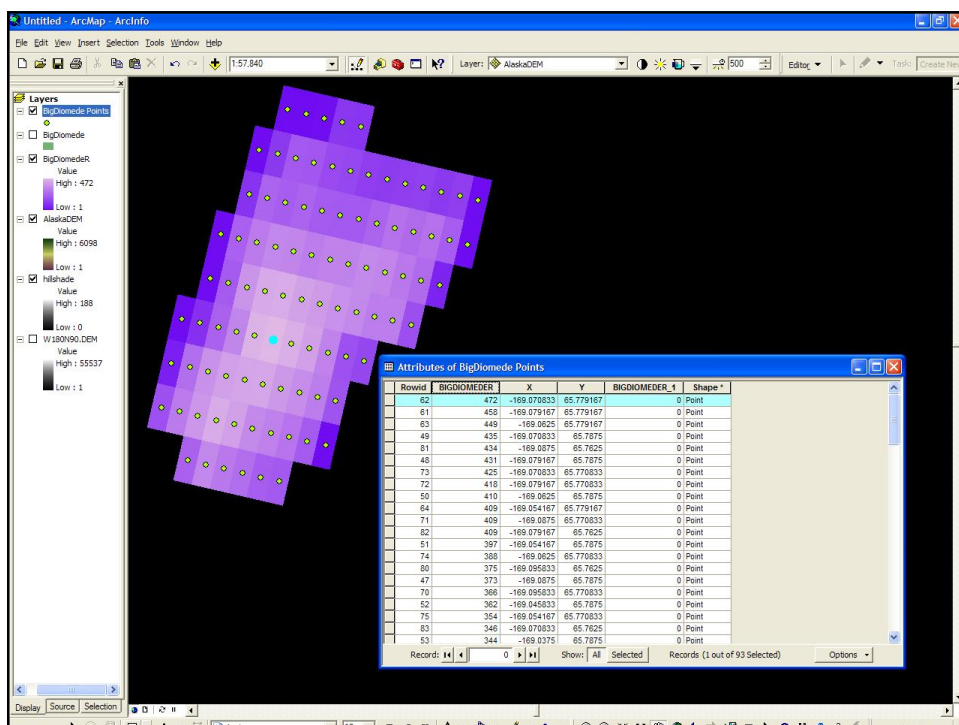 Untitled - ArcMap - ArcInfo
File Edit View Insert Selection Tools Window Help
1:57,840 Layer: AlaskaDEM 500 Editor Task: Create New
Layers
BigDiomede Points
BigDiomede
BigDiomedeR
Value
High : 472
Low : 1
AlaskaDEM
Value
High : 6098
Low : 1
hillshade
Value
High : 188
Low : 0
W180N90.DEM
Value
High : 55537
Low : 1
Display Source Selection
Attributes of BigDiomede Points
Rowid BIGDIOMEDER X Y BIGDIOMEDER_1 Shape *
62 472 -169.070833 65.779167 0 Point
61 458 -169.079167 65.779167 0 Point
63 449 -169.0625 65.779167 0 Point
49 435 -169.070833 65.7875 0 Point
81 434 -169.0875 65.7625 0 Point
48 431 -169.079167 65.7875 0 Point
73 425 -169.070833 65.770833 0 Point
72 418 -169.079167 65.770833 0 Point
50 410 -169.0625 65.7875 0 Point
64 409 -169.054167 65.779167 0 Point
71 409 -169.0875 65.770833 0 Point
82 409 -169.079167 65.7625 0 Point
51 397 -169.054167 65.7875 0 Point
74 388 -169.0625 65.770833 0 Point
80 375 -169.095833 65.7625 0 Point
47 373 -169.0875 65.7875 0 Point
70 366 -169.095833 65.770833 0 Point
52 362 -169.045833 65.7875 0 Point
75 354 -169.054167 65.770833 0 Point
83 346 -169.070833 65.7625 0 Point
53 344 -169.0375 65.7875 0 Point
Record: 0 Show: All Selected Records (1 out of 93 Selected) Options